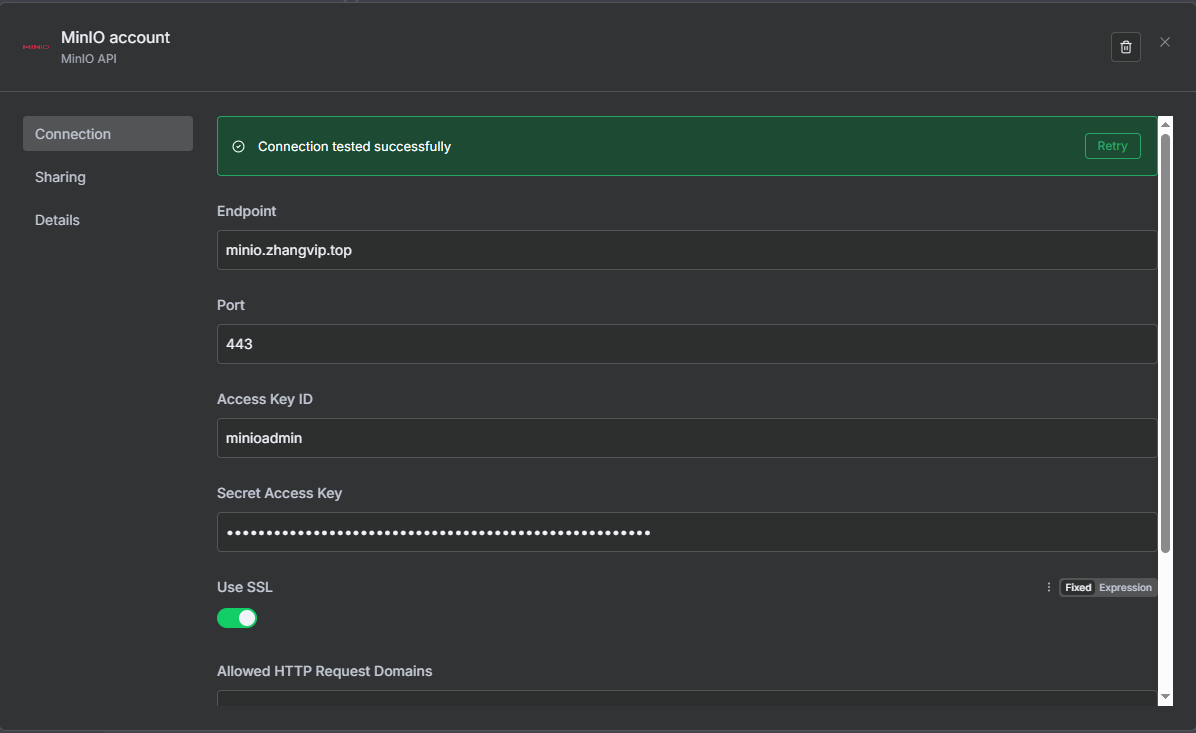 MINIO
MinIO account
MinIO API
Connection
Sharing
Details
Connection tested successfully
Retry
Endpoint
minio.zhangvip.top
Port
443
Access Key ID
minioadmin
Secret Access Key
Use SSL
Fixed Expression
Allowed HTTP Request Domains